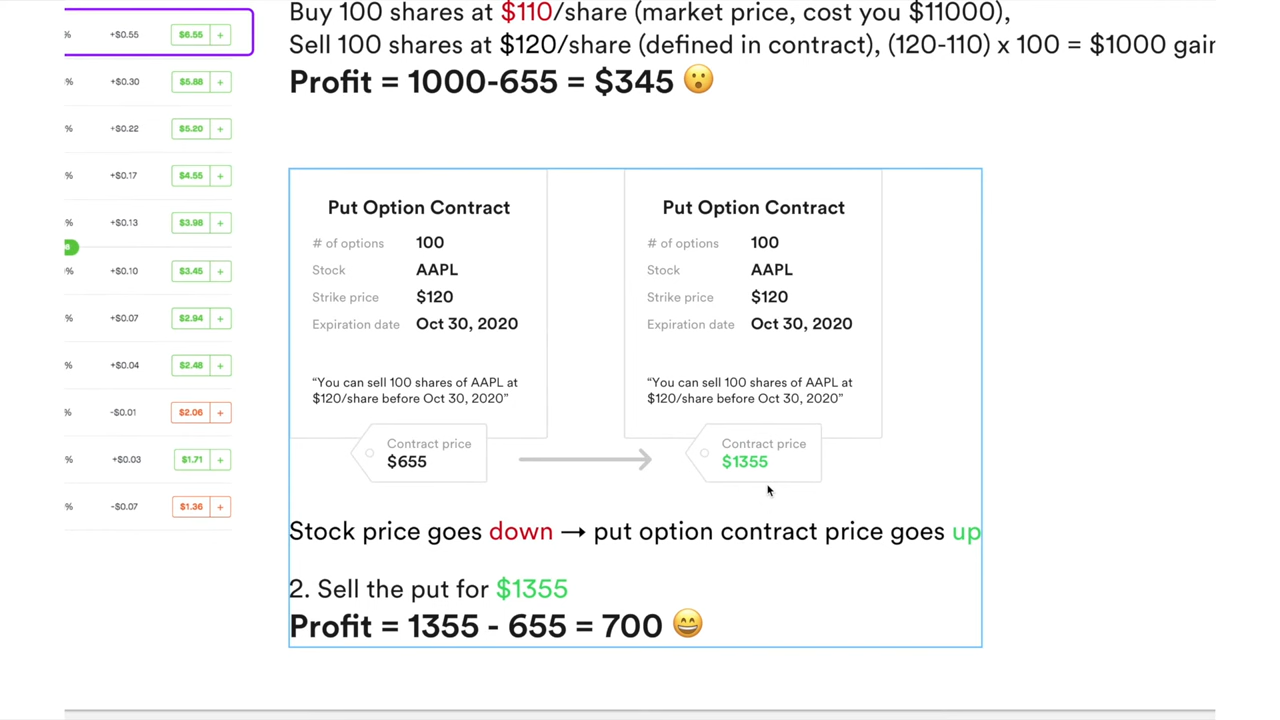 Buy 100 shares at $110/share (market price, cost you $11000),
Sell 100 shares at $120/share (defined in contract), (120-110) x 100 = $1000 gain
Profit = 1000-655 = $345 😮
% +$0.55 $6.55 +
% +$0.30 $5.88 +
% +$0.22 $5.20 +
% +$0.17 $4.55 +
% +$0.13 $3.98 +
% +$0.10 $3.45 +
% +$0.07 $2.94 +
% +$0.04 $2.48 +
% -$0.01 $2.06 +
% +$0.03 $1.71 +
% -$0.07 $1.36 +
Put Option Contract
# of options 100
Stock AAPL
Strike price $120
Expiration date Oct 30, 2020
“You can sell 100 shares of AAPL at
$120/share before Oct 30, 2020”
Contract price
$655
Put Option Contract
# of options 100
Stock AAPL
Strike price $120
Expiration date Oct 30, 2020
“You can sell 100 shares of AAPL at
$120/share before Oct 30, 2020”
Contract price
$1355
Stock price goes down → put option contract price goes up
2. Sell the put for $1355
Profit = 1355 - 655 = 700 😄